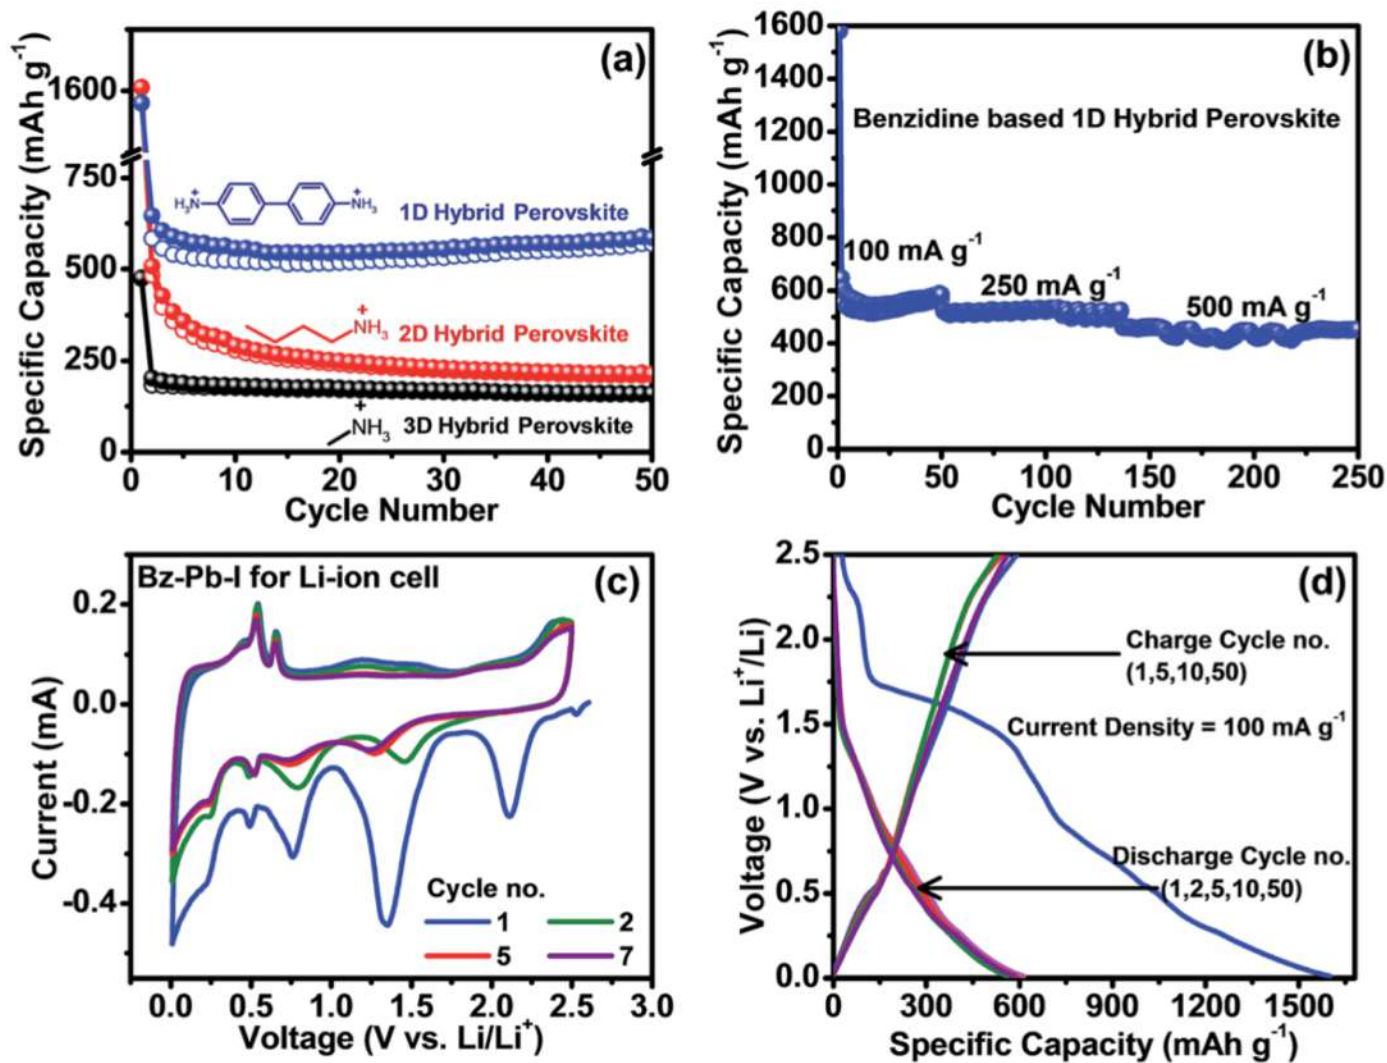 (a)
Specific Capacity (mAh g⁻¹)
1600
750
500
250
0
H₃N⁺
⁺NH₃
1D Hybrid Perovskite
⁺NH₃
2D Hybrid Perovskite
⁺NH₃
3D Hybrid Perovskite
0 10 20 30 40 50
Cycle Number
(b)
Specific Capacity (mAh g⁻¹)
1600
1400
1200
1000
800
600
400
200
0
Benzidine based 1D Hybrid Perovskite
100 mA g⁻¹
250 mA g⁻¹
500 mA g⁻¹
0 50 100 150 200 250
Cycle Number
Bz-Pb-I for Li-ion cell
(c)
Current (mA)
0.2
0.0
-0.2
-0.4
Cycle no.
1 2
5 7
0.0 0.5 1.0 1.5 2.0 2.5 3.0
Voltage (V vs. Li/Li⁺)
(d)
Voltage (V vs. Li⁺/Li)
2.5
2.0
1.5
1.0
0.5
0.0
Charge Cycle no.
(1,5,10,50)
Current Density = 100 mA g⁻¹
Discharge Cycle no.
(1,2,5,10,50)
0 300 600 900 1200 1500
Specific Capacity (mAh g⁻¹)